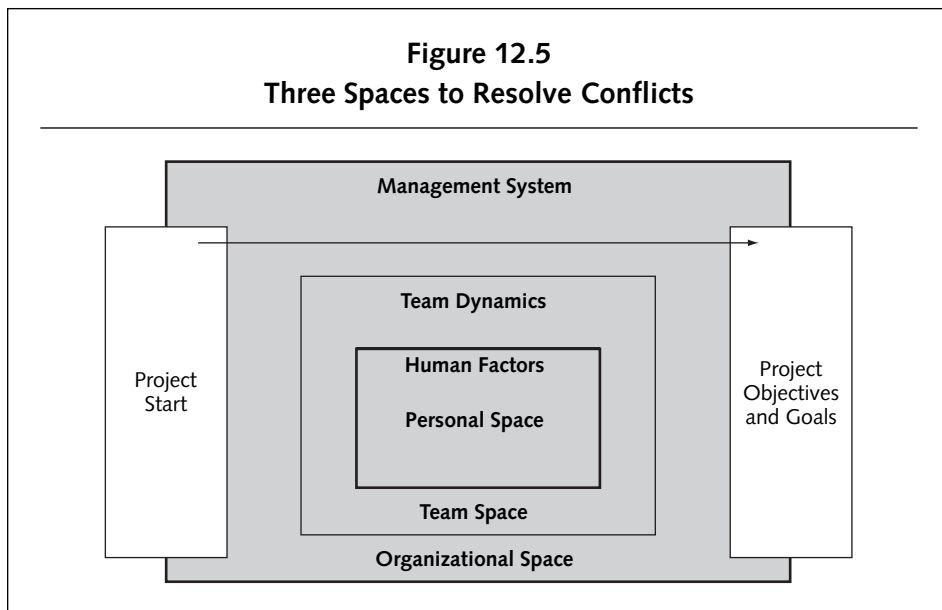 Figure 12.5
Three Spaces to Resolve Conflicts
Management System
Team Dynamics
Human Factors
Personal Space
Team Space
Organizational Space
Project
Start
Project
Objectives
and Goals